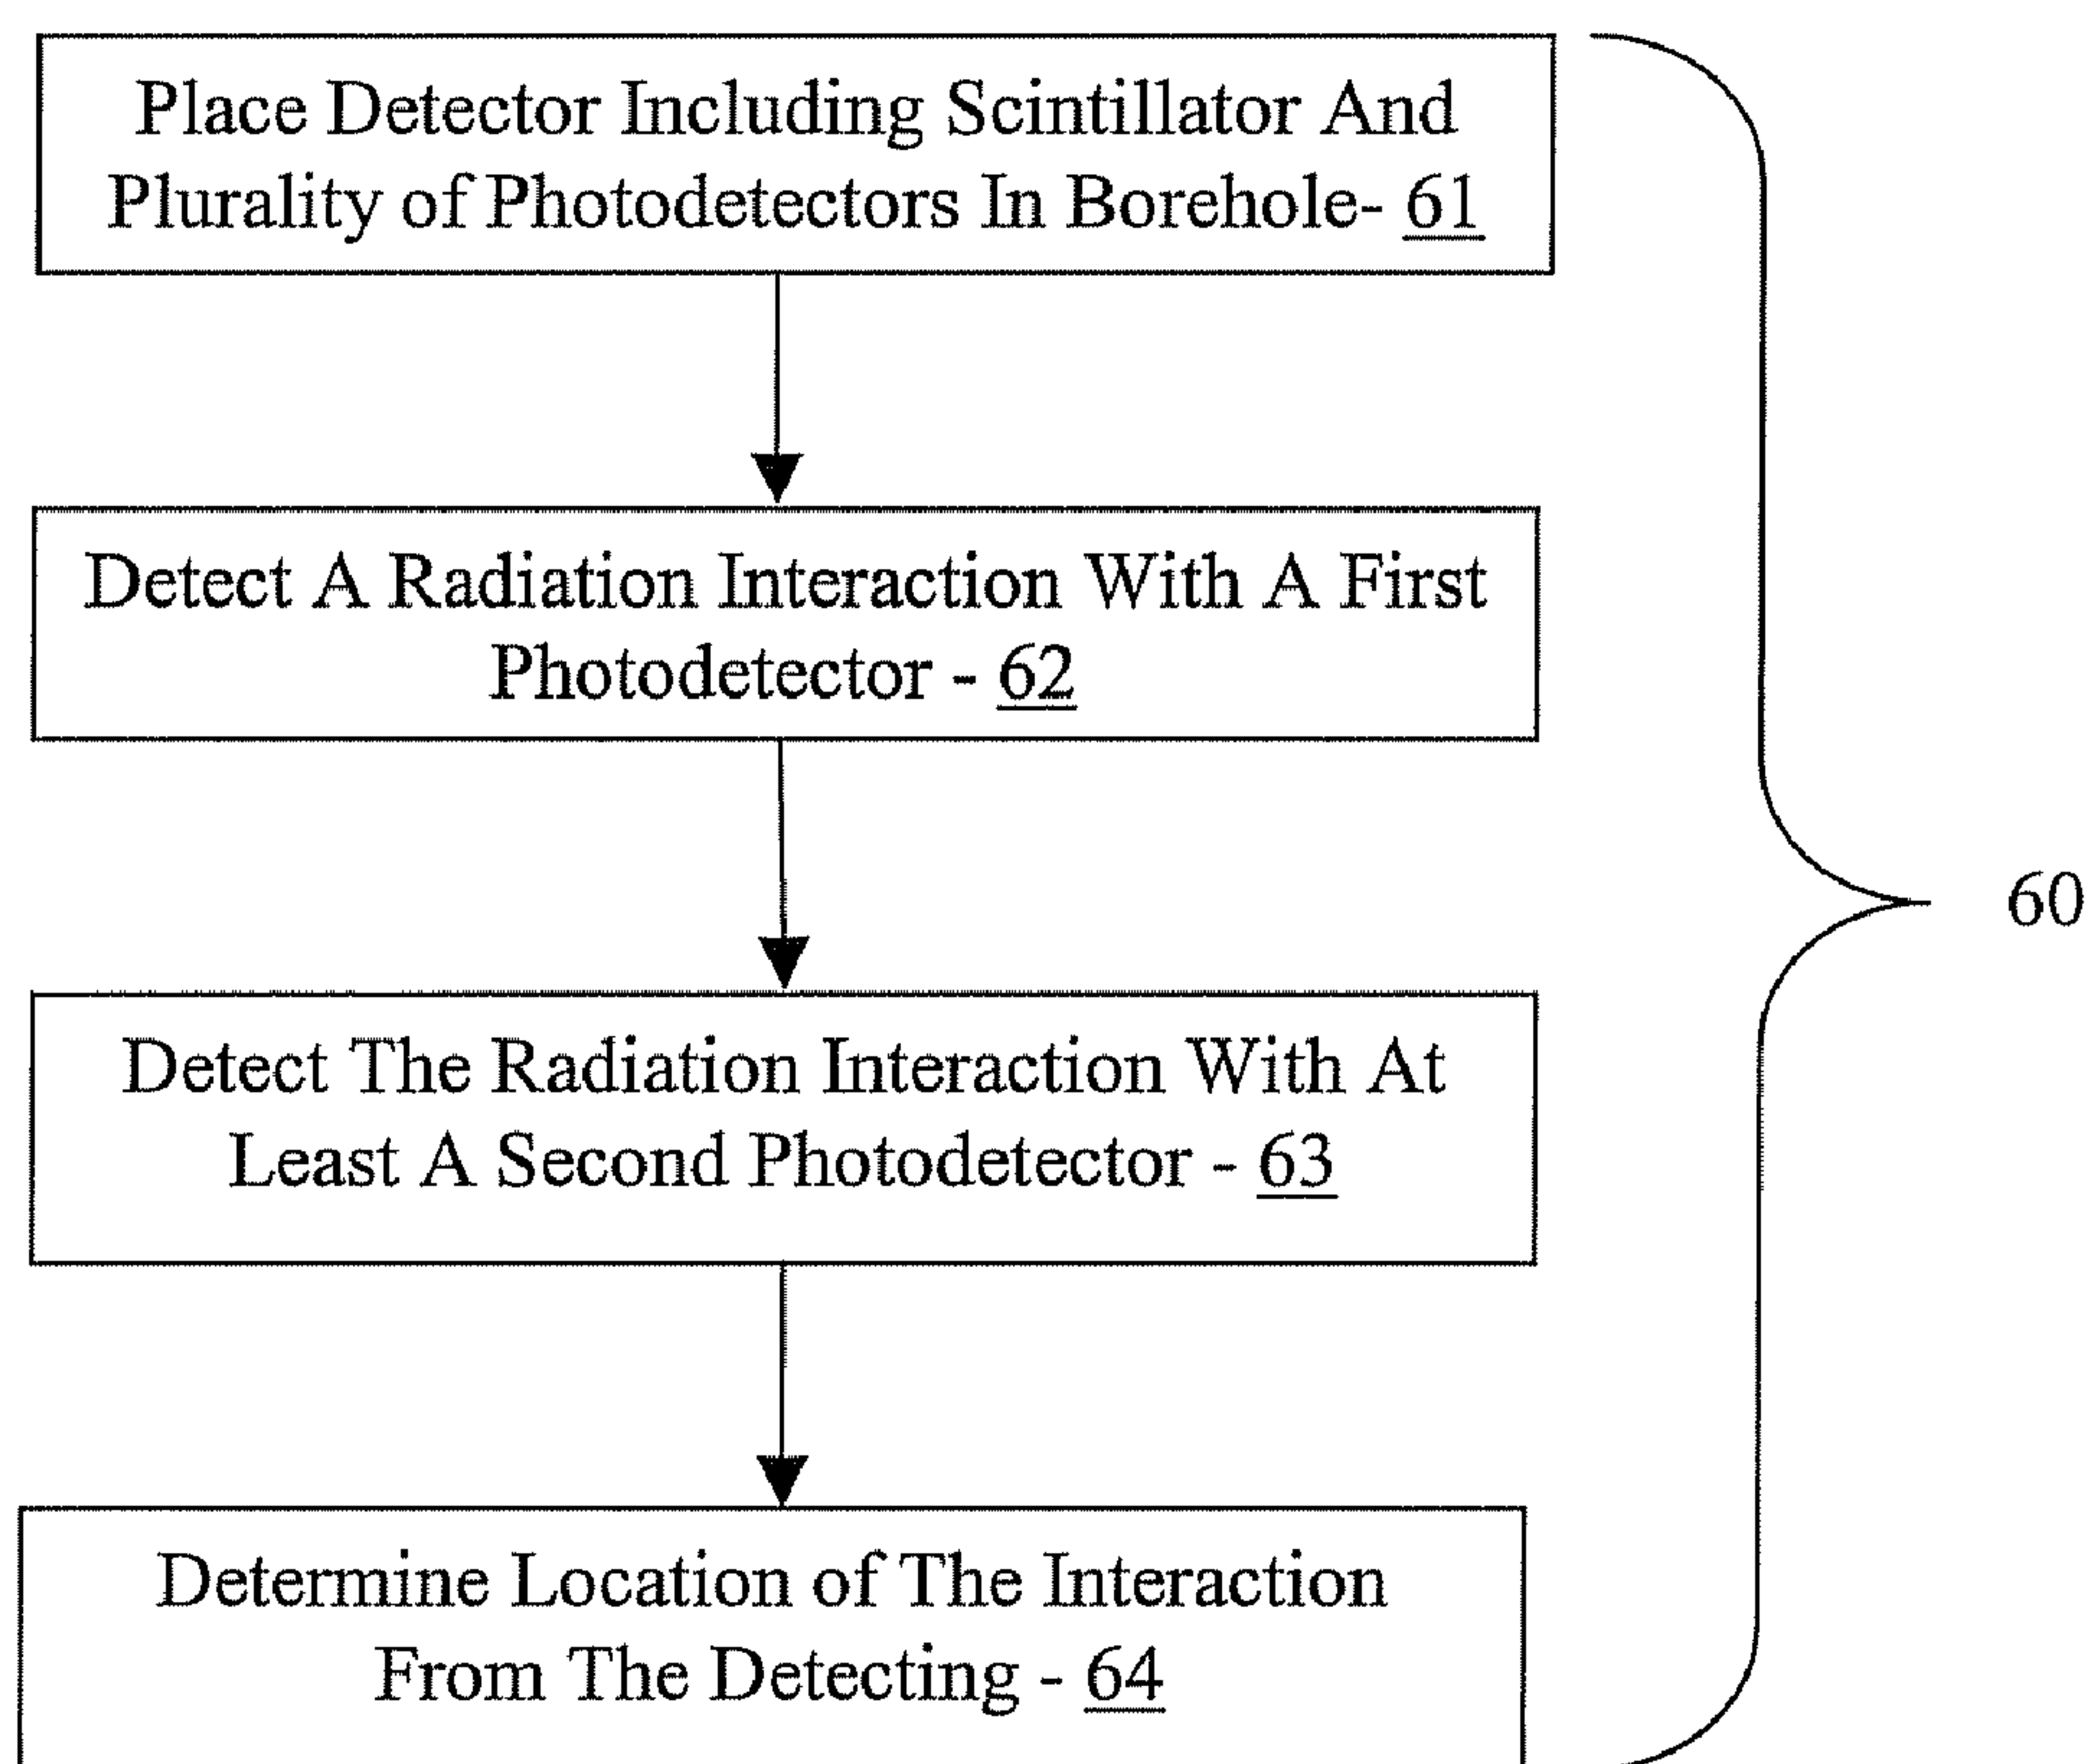 Place Detector Including Scintillator And
Plurality of Photodetectors In Borehole- 61
Detect A Radiation Interaction With A First
Photodetector - 62
Detect The Radiation Interaction With At
Least A Second Photodetector - 63
Determine Location of The Interaction
From The Detecting - 64
60